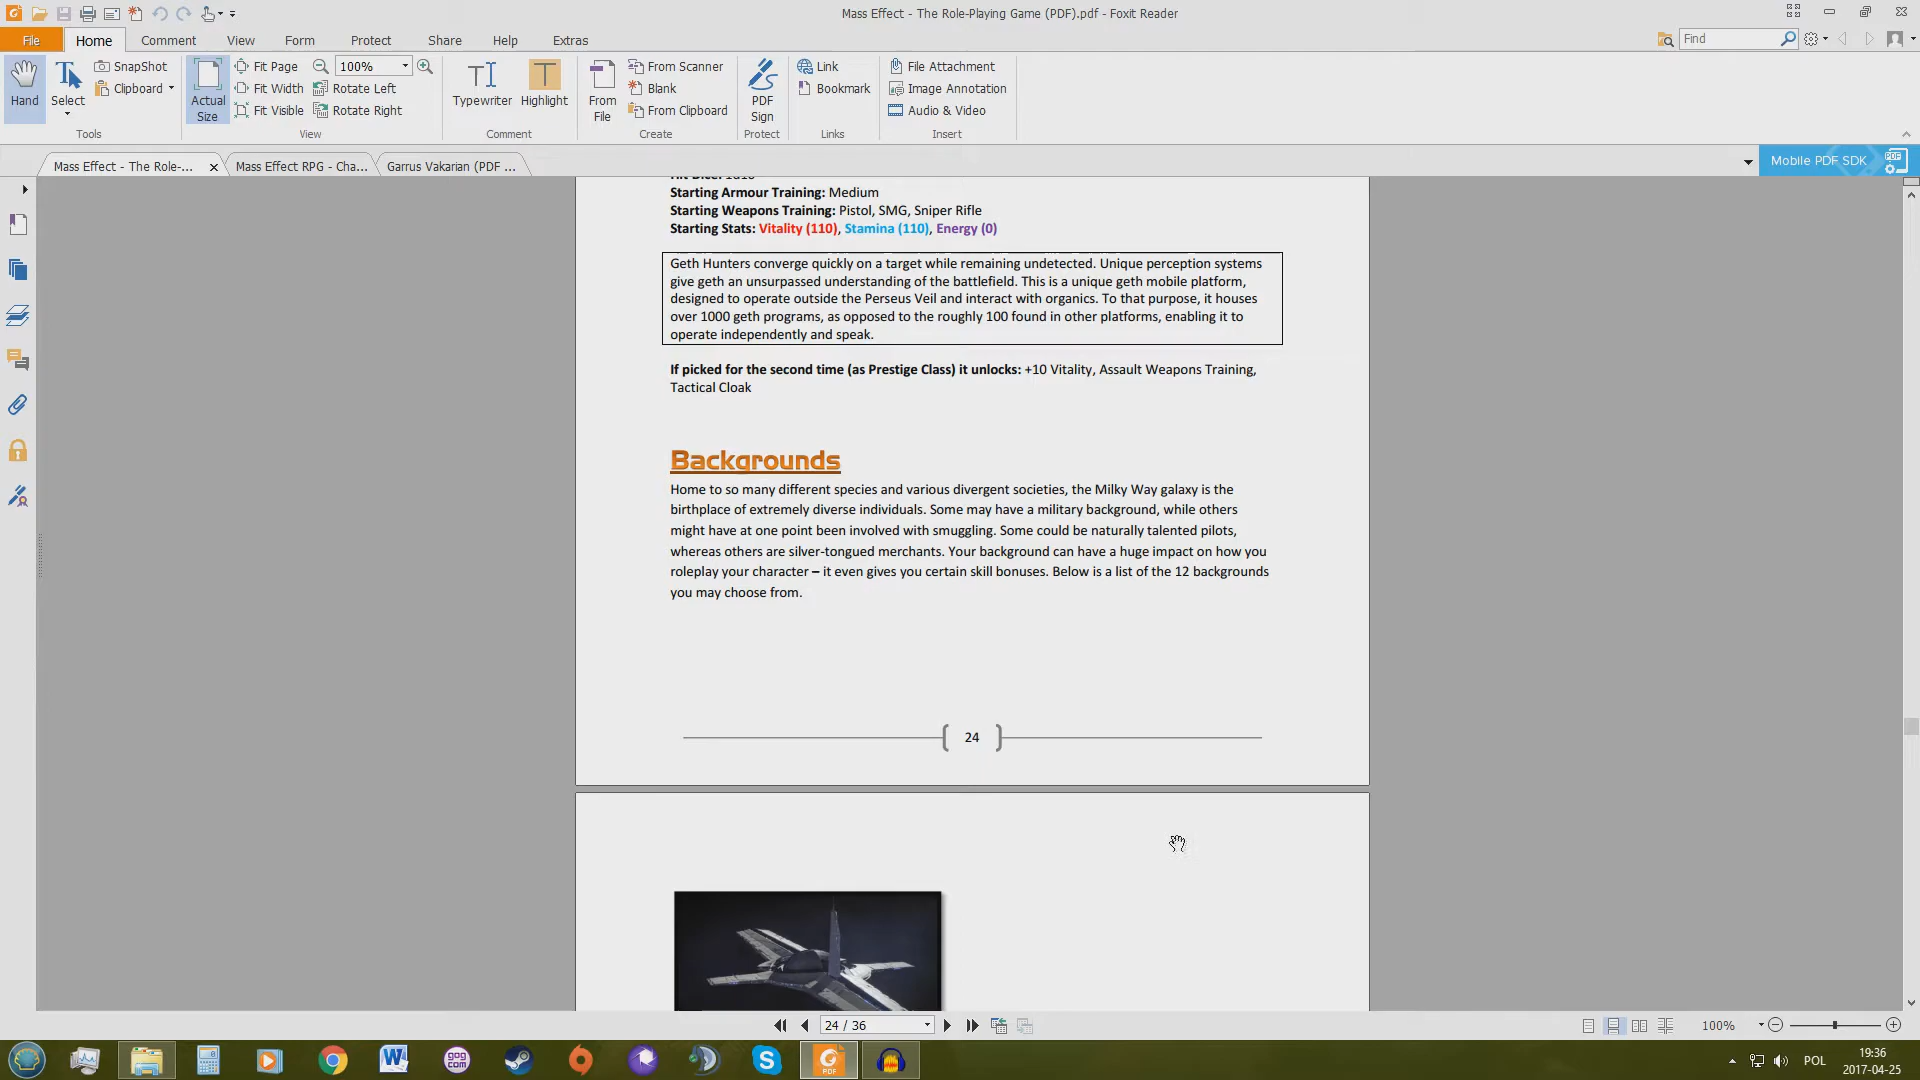 Mass Effect - The Role-Playing Game (PDF).pdf - Foxit Reader
File Home Comment View Form Protect Share Help Extras
Find
Hand
Select
SnapShot
Clipboard
Tools
Actual
Size
Fit Page
Fit Width
Fit Visible
100%
Rotate Left
Rotate Right
View
Typewriter
Highlight
Comment
From
File
From Scanner
Blank
From Clipboard
Create
PDF
Sign
Protect
Link
Bookmark
Links
File Attachment
Image Annotation
Audio & Video
Insert
Mass Effect - The Role-...
Mass Effect RPG - Cha...
Garrus Vakarian (PDF ...
Mobile PDF SDK
Starting Armour Training: Medium
Starting Weapons Training: Pistol, SMG, Sniper Rifle
Starting Stats: Vitality (110), Stamina (110), Energy (0)
Geth Hunters converge quickly on a target while remaining undetected. Unique perception systems
give geth an unsurpassed understanding of the battlefield. This is a unique geth mobile platform,
designed to operate outside the Perseus Veil and interact with organics. To that purpose, it houses
over 1000 geth programs, as opposed to the roughly 100 found in other platforms, enabling it to
operate independently and speak.
If picked for the second time (as Prestige Class) it unlocks: +10 Vitality, Assault Weapons Training,
Tactical Cloak
Backgrounds
Home to so many different species and various divergent societies, the Milky Way galaxy is the
birthplace of extremely diverse individuals. Some may have a military background, while others
might have at one point been involved with smuggling. Some could be naturally talented pilots,
whereas others are silver-tongued merchants. Your background can have a huge impact on how you
roleplay your character – it even gives you certain skill bonuses. Below is a list of the 12 backgrounds
you may choose from.
24
24 / 36
100%
POL
19:36
2017-04-25